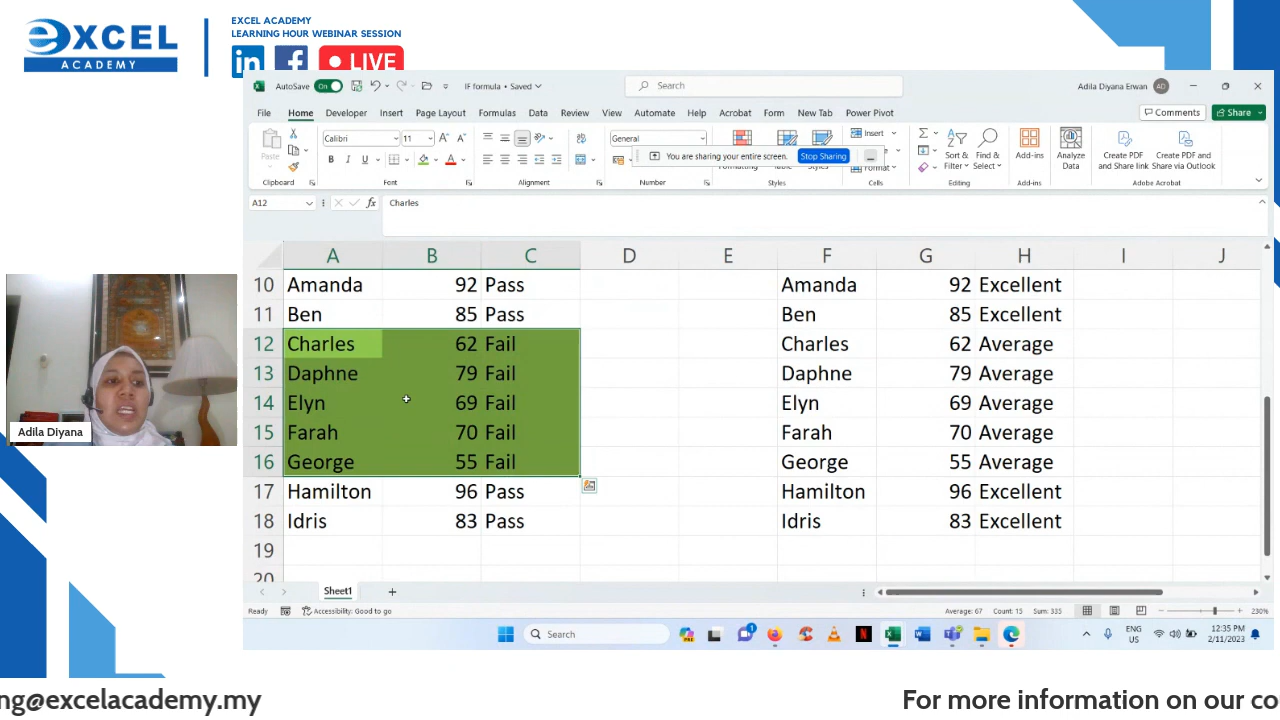 EXCEL
ACADEMY
EXCEL ACADEMY
LEARNING HOUR WEBINAR SESSION
in f LIVE
AutoSave On IF formula • Saved Search Adila Diyana Erwan AD
File Home Developer Insert Page Layout Formulas Data Review View Automate Help Acrobat Form New Tab Power Pivot Comments Share
Paste Calibri 11 General Insert Sort & Filter Find & Select Add-ins Analyze Data Create PDF and Share link Create PDF and Share via Outlook
B I U A Format
You are sharing your entire screen. Stop Sharing
Clipboard Font Alignment Number Styles Cells Editing Add-ins Adobe Acrobat
A12 fx Charles
A B C D E F G H I J
10 Amanda 92 Pass Amanda 92 Excellent
11 Ben 85 Pass Ben 85 Excellent
12 Charles 62 Fail Charles 62 Average
13 Daphne 79 Fail Daphne 79 Average
14 Elyn 69 Fail Elyn 69 Average
15 Farah 70 Fail Farah 70 Average
16 George 55 Fail George 55 Average
17 Hamilton 96 Pass Hamilton 96 Excellent
18 Idris 83 Pass Idris 83 Excellent
19
20
Adila Diyana
Sheet1
Ready Accessibility: Good to go Average: 67 Count: 15 Sum: 335 230%
Search ENG US 12:35 PM 2/11/2023
ng@excelacademy.my For more information on our co